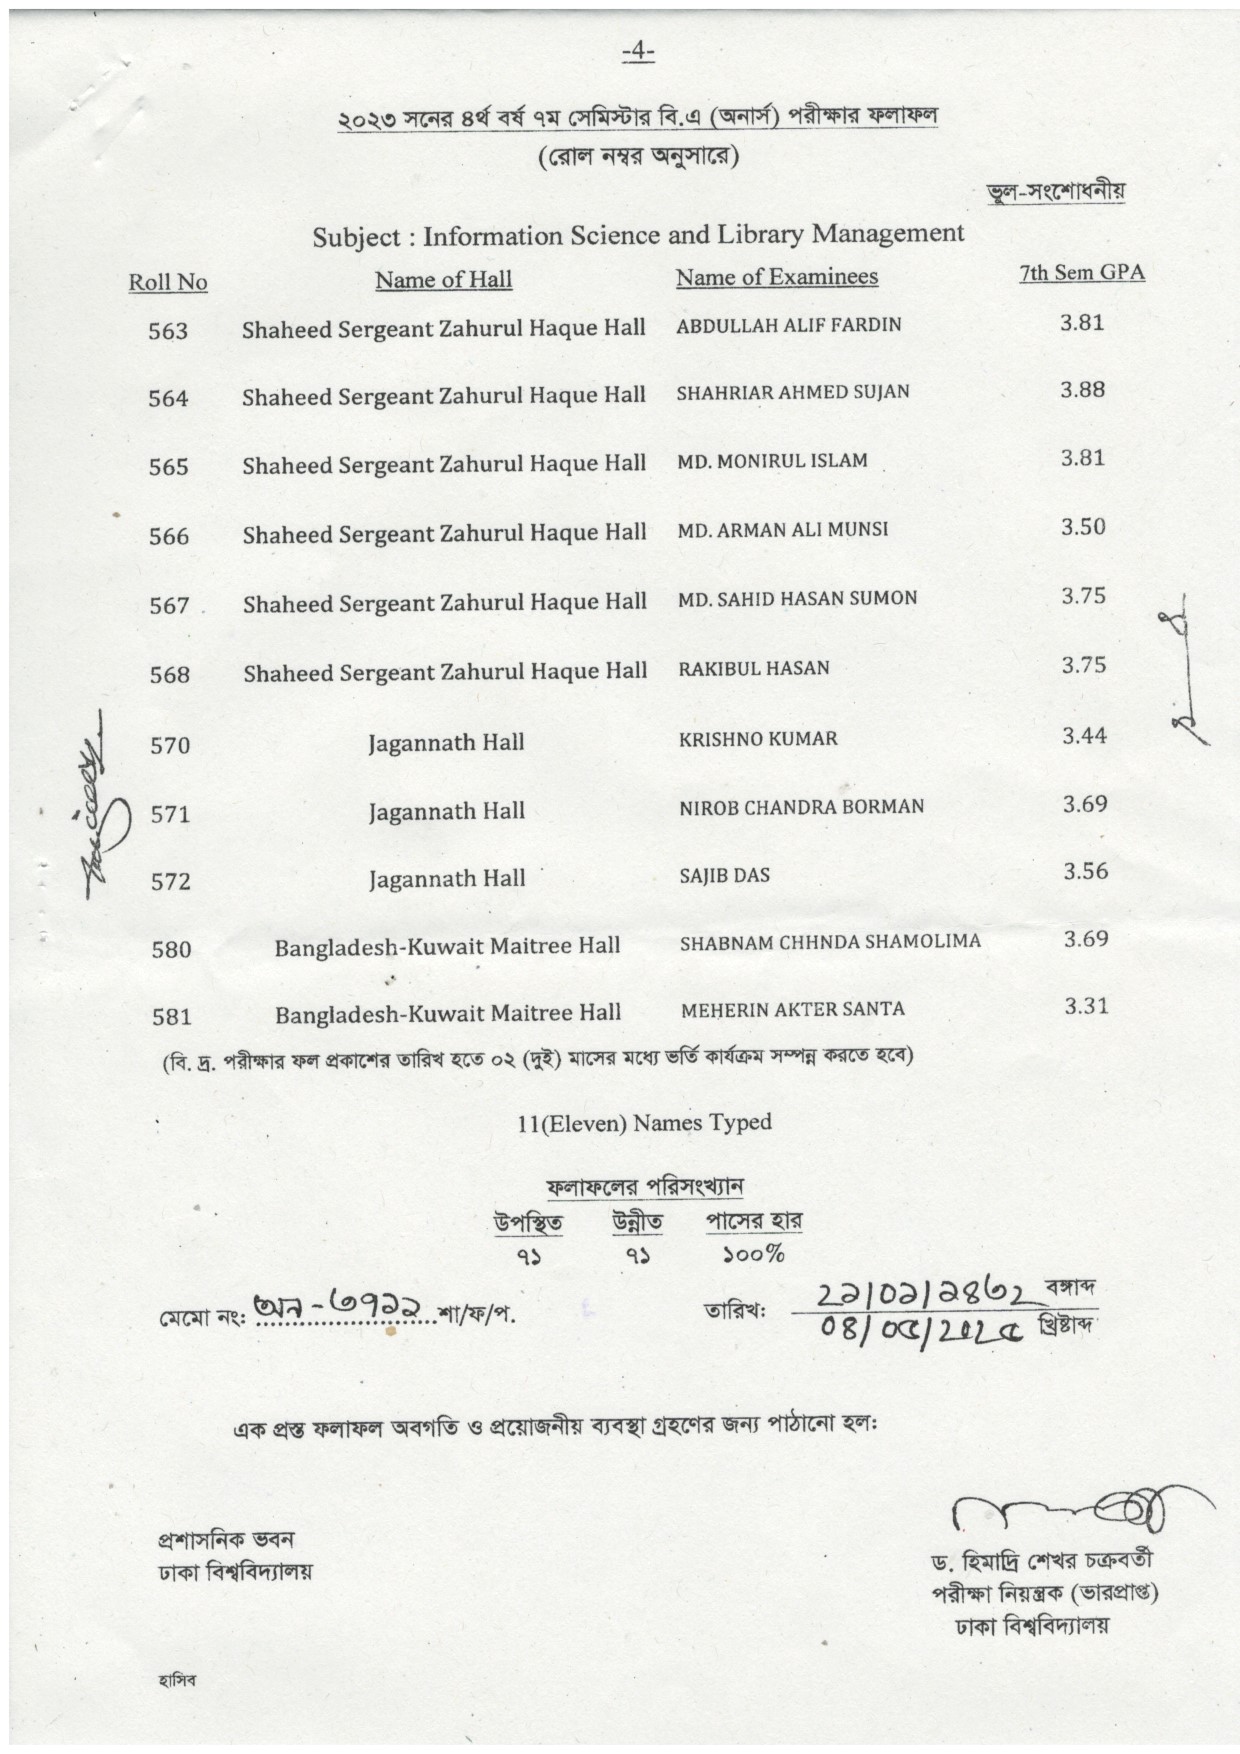 -4-
২০২৩ সনের ৪র্থ বর্ষ ৭ম সেমিস্টার বি.এ (অনার্স) পরীক্ষার ফলাফল
(রোল নম্বর অনুসারে)
ভূল-সংশোধনীয়
Subject : Information Science and Library Management
Roll No Name of Hall Name of Examinees 7th Sem GPA
563 Shaheed Sergeant Zahurul Haque Hall ABDULLAH ALIF FARDIN 3.81
564 Shaheed Sergeant Zahurul Haque Hall SHAHRIAR AHMED SUJAN 3.88
565 Shaheed Sergeant Zahurul Haque Hall MD. MONIRUL ISLAM 3.81
566 Shaheed Sergeant Zahurul Haque Hall MD. ARMAN ALI MUNSI 3.50
567 Shaheed Sergeant Zahurul Haque Hall MD. SAHID HASAN SUMON 3.75
568 Shaheed Sergeant Zahurul Haque Hall RAKIBUL HASAN 3.75
570 Jagannath Hall KRISHNO KUMAR 3.44
571 Jagannath Hall NIROB CHANDRA BORMAN 3.69
572 Jagannath Hall SAJIB DAS 3.56
580 Bangladesh-Kuwait Maitree Hall SHABNAM CHHNDA SHAMOLIMA 3.69
581 Bangladesh-Kuwait Maitree Hall MEHERIN AKTER SANTA 3.31
(বি. দ্র. পরীক্ষার ফল প্রকাশের তারিখ হতে ০২ (দুই) মাসের মধ্যে ভর্তি কার্যক্রম সম্পন্ন করতে হবে)
11(Eleven) Names Typed
ফলাফলের পরিসংখ্যান
উপস্থিত উন্নীত পাসের হার
৭১ ৭১ ১০০%
মেমো নং: অন-৩৭১১ শা/ফ/প. তারিখ: ২১/০১/১৪৩২ বঙ্গাব্দ
০৪/০৫/২০২৫ খ্রিষ্টাব্দ
এক প্রস্ত ফলাফল অবগতি ও প্রয়োজনীয় ব্যবস্থা গ্রহণের জন্য পাঠানো হল:
প্রশাসনিক ভবন
ঢাকা বিশ্ববিদ্যালয়
ড. হিমাদ্রি শেখর চক্রবর্তী
পরীক্ষা নিয়ন্ত্রক (ভারপ্রাপ্ত)
ঢাকা বিশ্ববিদ্যালয়
হাসিব